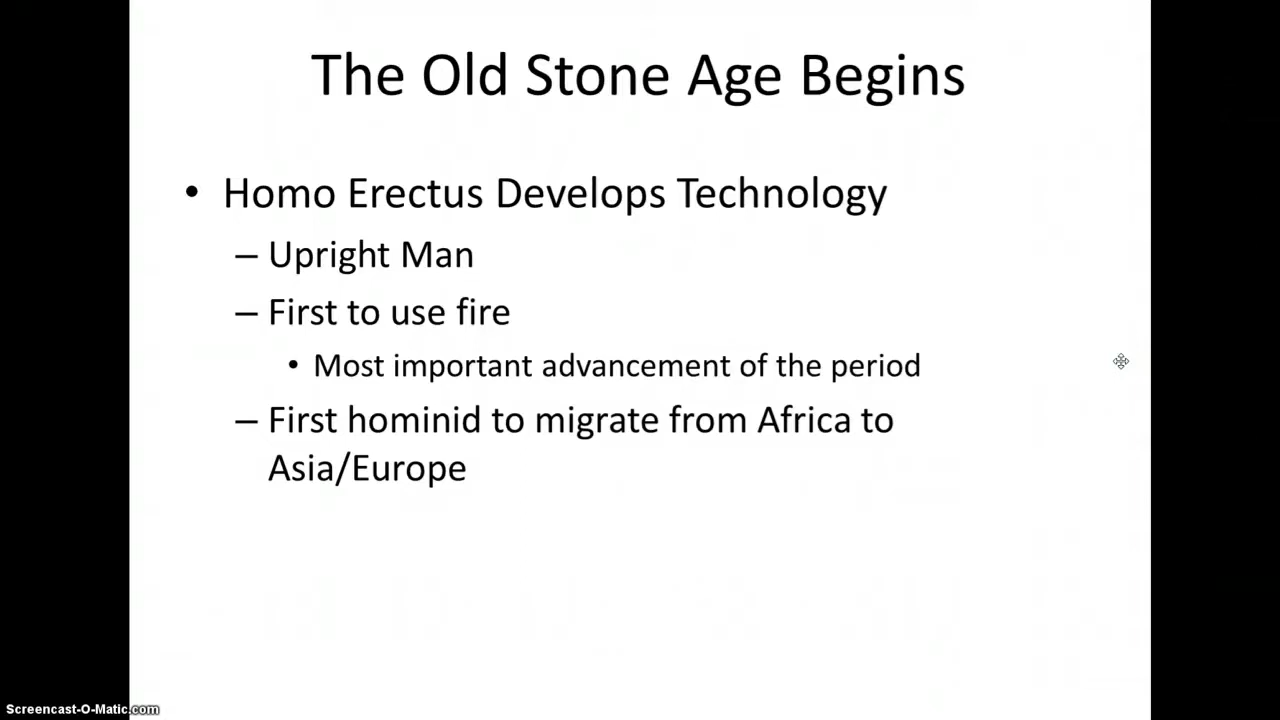 The Old Stone Age Begins
• Homo Erectus Develops Technology
– Upright Man
– First to use fire
• Most important advancement of the period
– First hominid to migrate from Africa to
Asia/Europe
Screencast-O-Matic.com